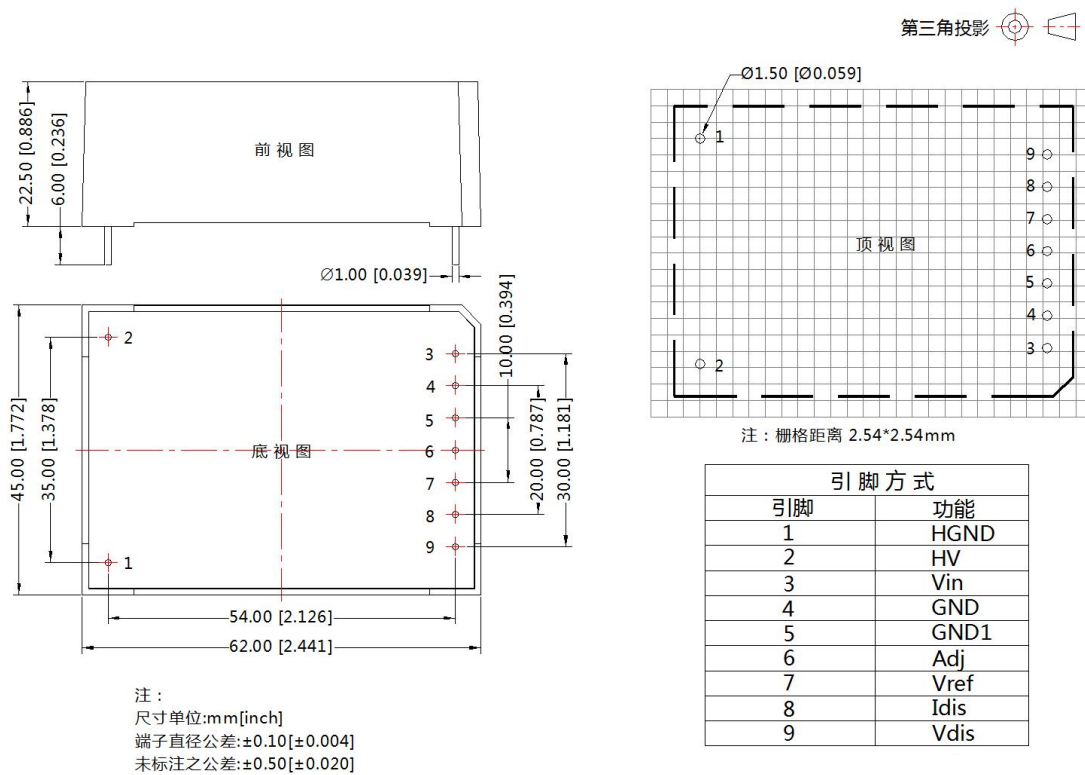 第三角投影
22.50 [0.886]
6.00 [0.236]
前视图
Ø1.00 [0.039]
Ø1.50 [Ø0.059]
1
2
9
8
7
6
5
4
3
顶视图
注：栅格距离 2.54*2.54mm
45.00 [1.772]
35.00 [1.378]
2
1
底视图
3
4
5
6
7
8
9
10.00 [0.394]
20.00 [0.787]
30.00 [1.181]
54.00 [2.126]
62.00 [2.441]
引脚方式
引脚 功能
1 HGND
2 HV
3 Vin
4 GND
5 GND1
6 Adj
7 Vref
8 Idis
9 Vdis
注：
尺寸单位:mm[inch]
端子直径公差:±0.10[±0.004]
未标注之公差:±0.50[±0.020]